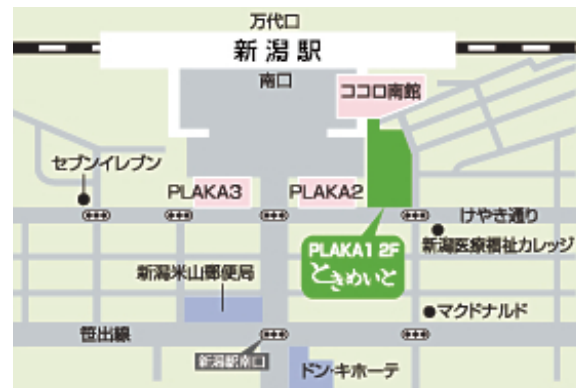 万代口
新潟駅
南口
ココロ南館
セブンイレブン
PLAKA3
PLAKA2
けやき通り
PLAKA1 2F
ときめいと
新潟医療福祉カレッジ
新潟米山郵便局
マクドナルド
笹出線
新潟駅南口
ドン・キホーテ